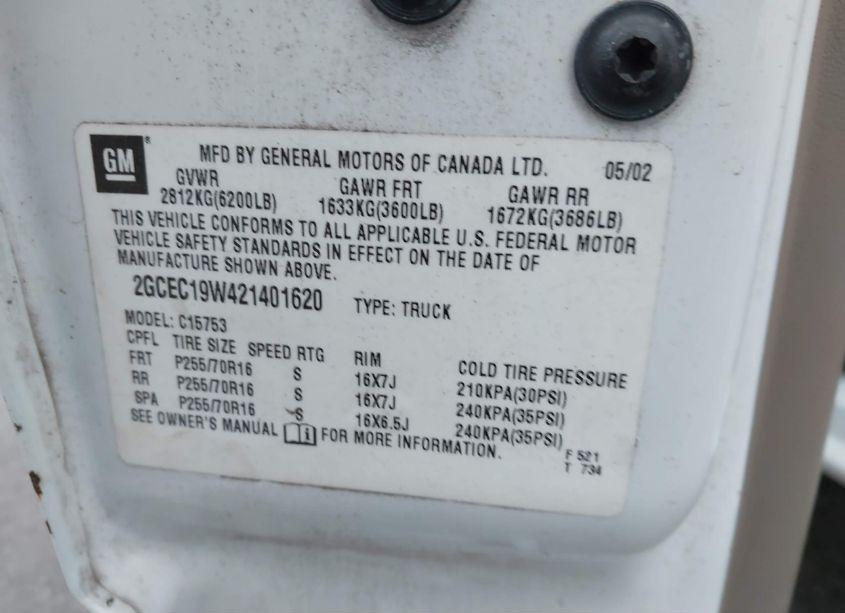 GM ®
MFD BY GENERAL MOTORS OF CANADA LTD. 05/02
GVWR GAWR FRT GAWR RR
2812KG(6200LB) 1633KG(3600LB) 1672KG(3686LB)
THIS VEHICLE CONFORMS TO ALL APPLICABLE U.S. FEDERAL MOTOR
VEHICLE SAFETY STANDARDS IN EFFECT ON THE DATE OF
MANUFACTURE SHOWN ABOVE.
2GCEC19W421401620 TYPE: TRUCK
MODEL: C15753
CPFL TIRE SIZE SPEED RTG RIM COLD TIRE PRESSURE
FRT P255/70R16 S 16X7J 210KPA(30PSI)
RR P255/70R16 S 16X7J 240KPA(35PSI)
SPA P255/70R16 S 16X6.5J 240KPA(35PSI)
SEE OWNER'S MANUAL i FOR MORE INFORMATION.
F 521
T 734